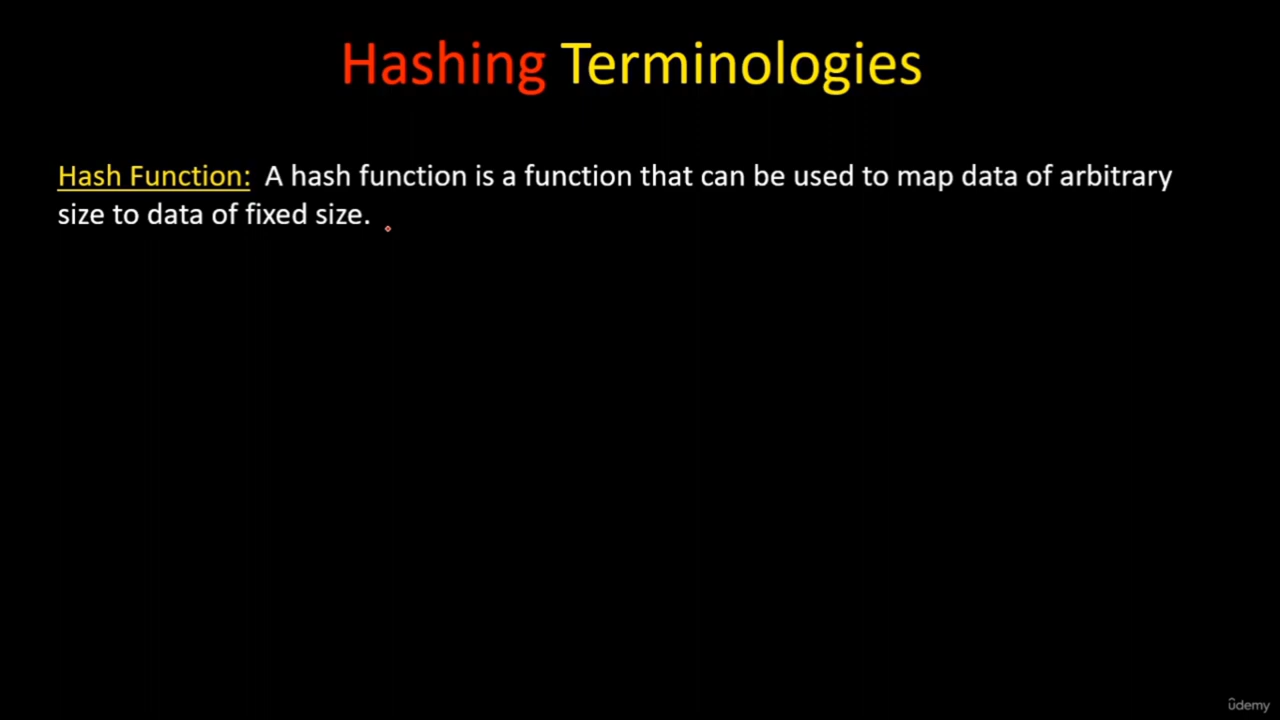 Hashing Terminologies
Hash Function: A hash function is a function that can be used to map data of arbitrary
size to data of fixed size.
ûdemy